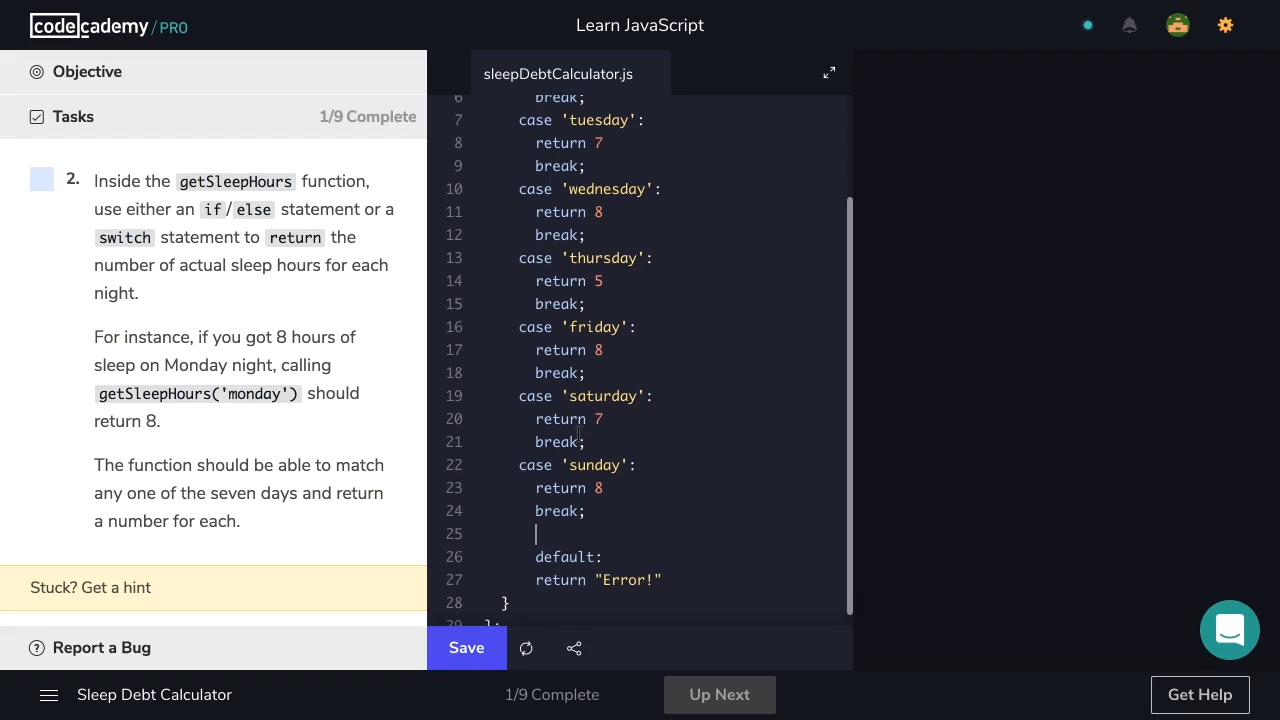 codecademy/PRO
Learn JavaScript
Objective
Tasks
1/9 Complete
2. Inside the getSleepHours function,
use either an if/else statement or a
switch statement to return the
number of actual sleep hours for each
night.
For instance, if you got 8 hours of
sleep on Monday night, calling
getSleepHours('monday') should
return 8.
The function should be able to match
any one of the seven days and return
a number for each.
Stuck? Get a hint
Report a Bug
sleepDebtCalculator.js
6 break;
7 case 'tuesday':
8 return 7
9 break;
10 case 'wednesday':
11 return 8
12 break;
13 case 'thursday':
14 return 5
15 break;
16 case 'friday':
17 return 8
18 break;
19 case 'saturday':
20 return 7
21 break;
22 case 'sunday':
23 return 8
24 break;
25
26 default:
27 return "Error!"
28 }
29 };
Save
Sleep Debt Calculator
1/9 Complete
Up Next
Get Help